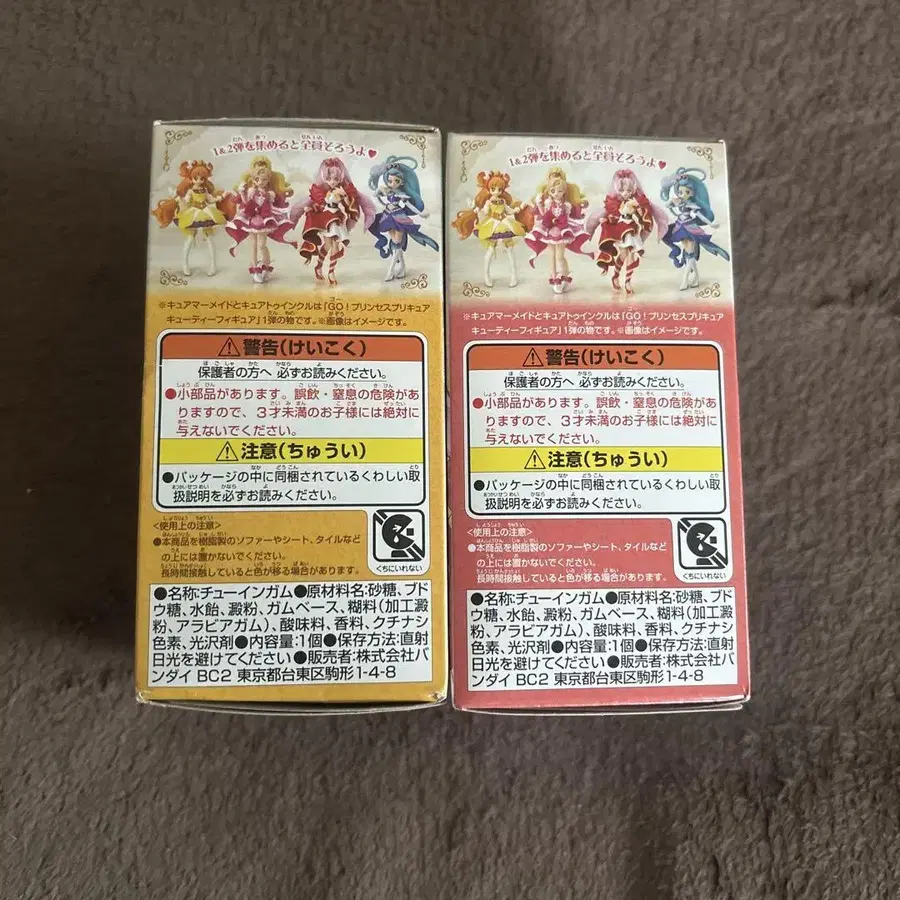 1&2弾を集めると全員そろうよ♥
※キュアマーメイドとキュアトゥインクルは「GO！プリンセスプリキュア
キューティーフィギュア」1弾の物です。※画像はイメージです。
⚠警告(けいこく)
保護者の方へ 必ずお読みください。
●小部品があります。誤飲・窒息の危険があ
りますので、3才未満のお子様には絶対に
与えないでください。
⚠注意(ちゅうい)
●パッケージの中に同梱されているくわしい取
扱説明を必ずお読みください。
<使用上の注意>
●本商品を樹脂製のソファーやシート、タイルなど
の上には置かないでください。
長時間接触していると色が移る場合があります。
くちにいれない
●名称:チューインガム●原材料名:砂糖、ブド
ウ糖、水飴、澱粉、ガムベース、糊料(加工澱
粉、アラビアガム)、酸味料、香料、クチナシ
色素、光沢剤●内容量:1個●保存方法:直射
日光を避けてください●販売者:株式会社バ
ンダイ BC2 東京都台東区駒形1-4-8
1&2弾を集めると全員そろうよ♥
※キュアマーメイドとキュアトゥインクルは「GO！プリンセスプリキュア
キューティーフィギュア」1弾の物です。※画像はイメージです。
⚠警告(けいこく)
保護者の方へ 必ずお読みください。
●小部品があります。誤飲・窒息の危険があ
りますので、3才未満のお子様には絶対に
与えないでください。
⚠注意(ちゅうい)
●パッケージの中に同梱されているくわしい取
扱説明を必ずお読みください。
<使用上の注意>
●本商品を樹脂製のソファーやシート、タイルなど
の上には置かないでください。
長時間接触していると色が移る場合があります。
くちにいれない
●名称:チューインガム●原材料名:砂糖、ブド
ウ糖、水飴、澱粉、ガムベース、糊料(加工澱
粉、アラビアガム)、酸味料、香料、クチナシ
色素、光沢剤●内容量:1個●保存方法:直射
日光を避けてください●販売者:株式会社バ
ンダイ BC2 東京都台東区駒形1-4-8